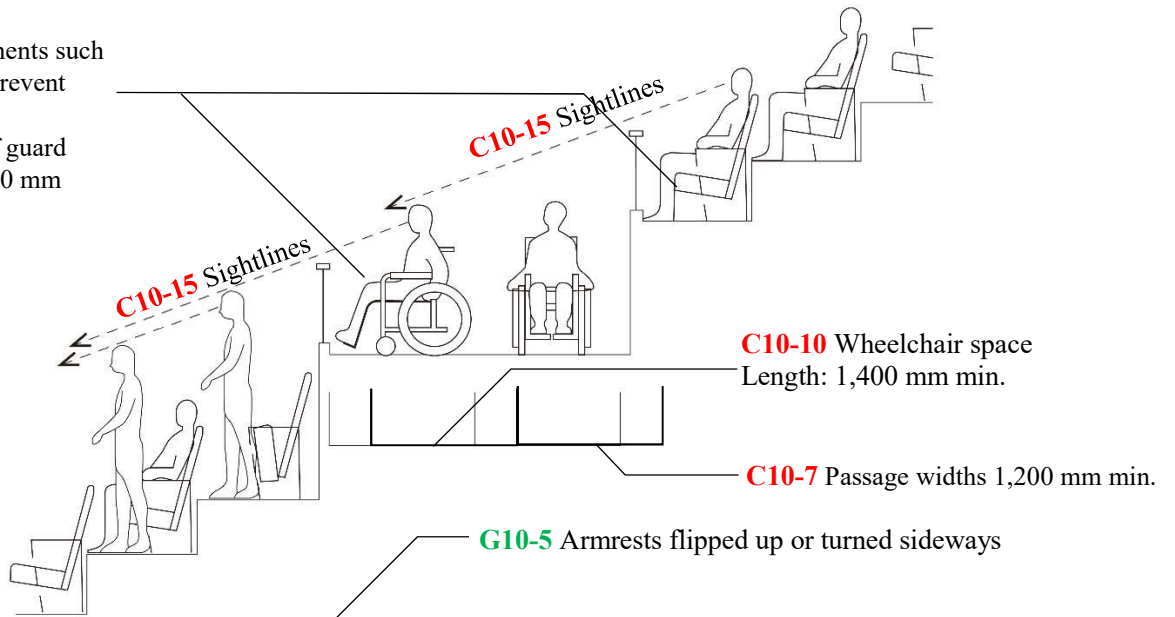 nents such
revent
guard
0 mm
C10-15 Sightlines
C10-15 Sightlines
C10-10 Wheelchair space
Length: 1,400 mm min.
C10-7 Passage widths 1,200 mm min.
G10-5 Armrests flipped up or turned sideways